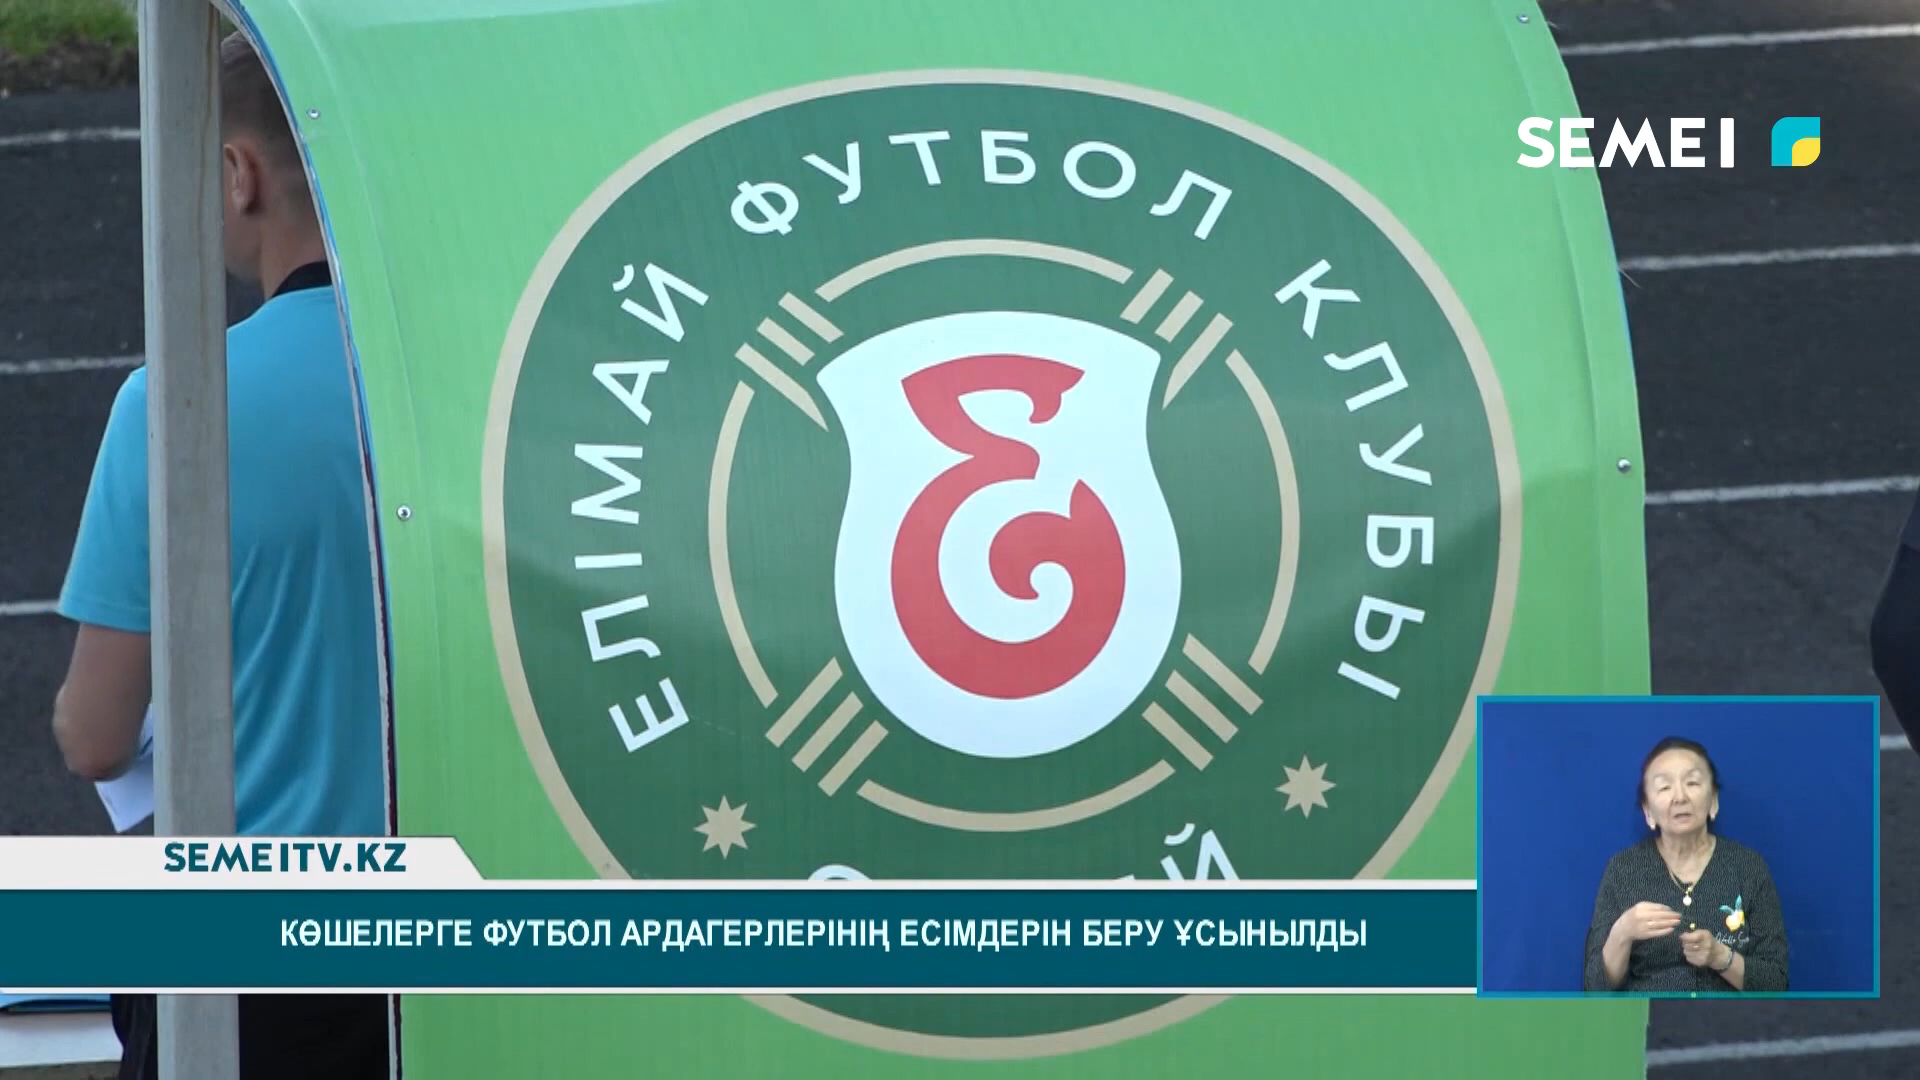 SEMEI
ЕЛІМАЙ ФУТБОЛ КЛУБЫ
SEMEITV.KZ
КӨШЕЛЕРГЕ ФУТБОЛ АРДАГЕРЛЕРІНІҢ ЕСІМДЕРІН БЕРУ ҰСЫНЫЛДЫ